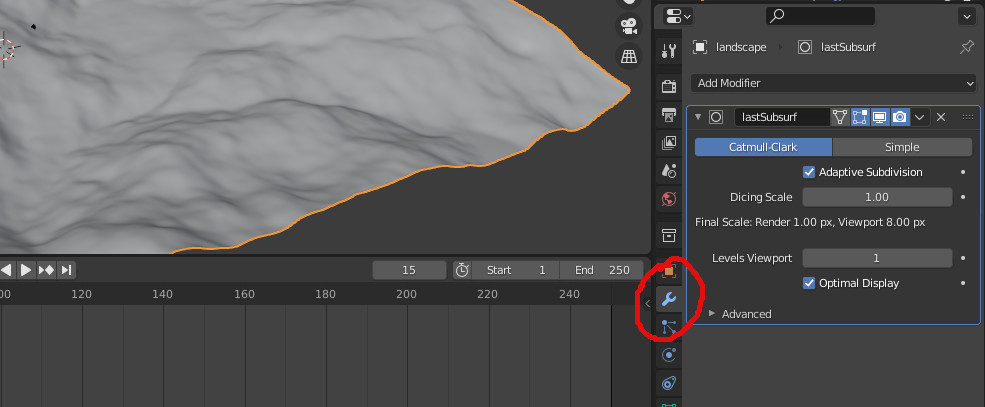 landscape lastSubsurf
Add Modifier
lastSubsurf
Catmull-Clark Simple
Adaptive Subdivision
Dicing Scale 1.00
Final Scale: Render 1.00 px, Viewport 8.00 px
Levels Viewport 1
Optimal Display
Advanced
15 Start 1 End 250
00 120 140 160 180 200 220 240